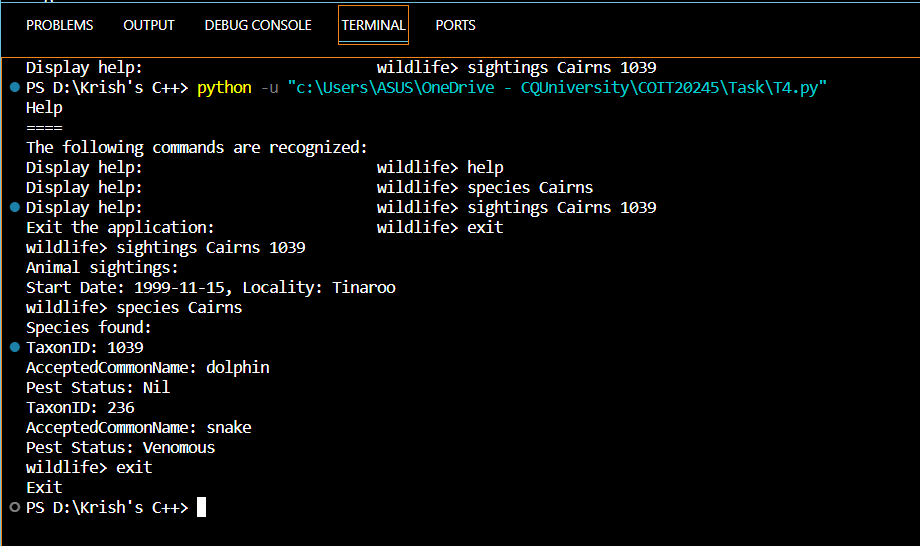 PROBLEMS OUTPUT DEBUG CONSOLE TERMINAL PORTS
Display help: wildlife> sightings Cairns 1039
PS D:\Krish's C++> python -u "c:\Users\ASUS\OneDrive - CQUniversity\COIT20245\Task\T4.py"
Help
====
The following commands are recognized:
Display help: wildlife> help
Display help: wildlife> species Cairns
Display help: wildlife> sightings Cairns 1039
Exit the application: wildlife> exit
wildlife> sightings Cairns 1039
Animal sightings:
Start Date: 1999-11-15, Locality: Tinaroo
wildlife> species Cairns
Species found:
TaxonID: 1039
AcceptedCommonName: dolphin
Pest Status: Nil
TaxonID: 236
AcceptedCommonName: snake
Pest Status: Venomous
wildlife> exit
Exit
PS D:\Krish's C++>